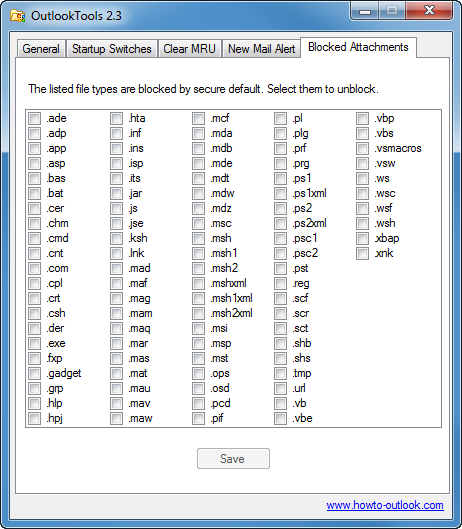 OutlookTools 2.3
General Startup Switches Clear MRU New Mail Alert Blocked Attachments
The listed file types are blocked by secure default. Select them to unblock.
.ade .hta .mcf .pl .vbp
.adp .inf .mda .plg .vbs
.app .ins .mdb .prf .vsmacros
.asp .isp .mde .prg .vsw
.bas .its .mdt .ps1 .ws
.bat .jar .mdw .ps1xml .wsc
.cer .js .mdz .ps2 .wsf
.chm .jse .msc .ps2xml .wsh
.cmd .ksh .msh .psc1 .xbap
.cnt .lnk .msh1 .psc2 .xnk
.com .mad .msh2 .pst
.cpl .maf .mshxml .reg
.crt .mag .msh1xml .scf
.csh .mam .msh2xml .scr
.der .maq .msi .sct
.exe .mar .msp .shb
.fxp .mas .mst .shs
.gadget .mat .ops .tmp
.grp .mau .osd .url
.hlp .mav .pcd .vb
.hpj .maw .pif .vbe
Save
www.howto-outlook.com